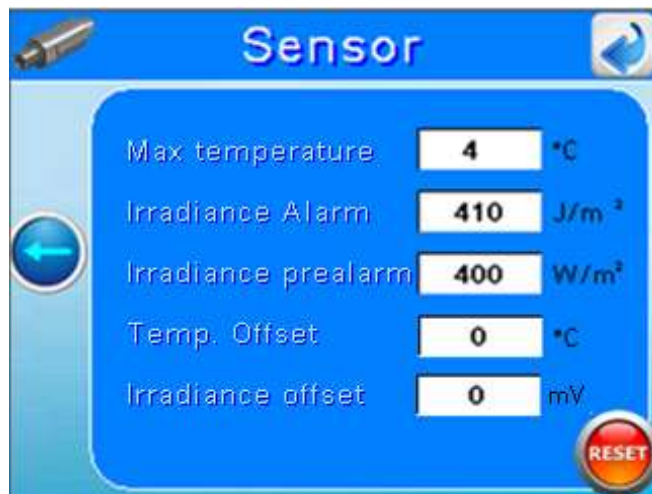 Sensor
Max temperature 4 °C
Irradiance Alarm 410 J/m²
Irradiance prealarm 400 W/m²
Temp. Offset 0 °C
Irradiance offset 0 mV
RESET